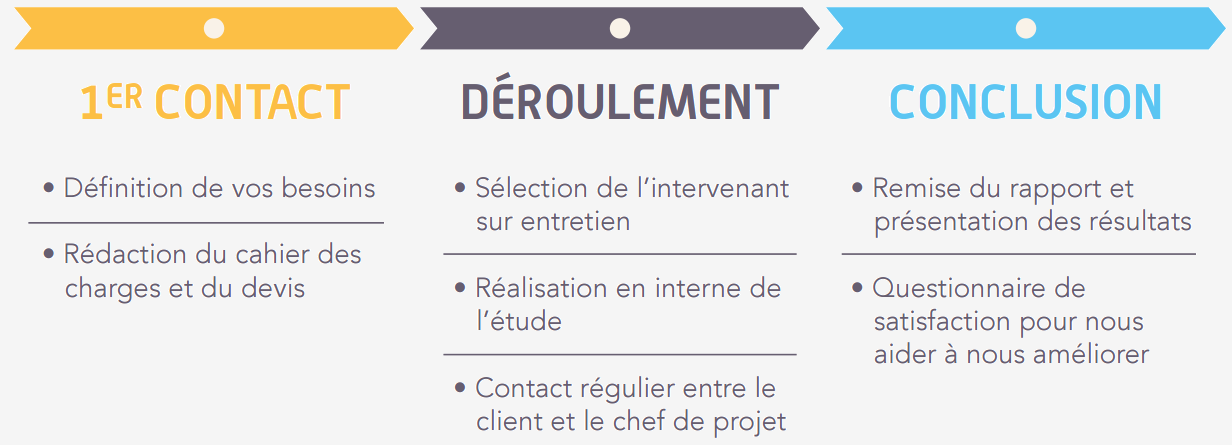 1ER CONTACT
• Définition de vos besoins
• Rédaction du cahier des
charges et du devis
DÉROULEMENT
• Sélection de l’intervenant
sur entretien
• Réalisation en interne de
l’étude
• Contact régulier entre le
client et le chef de projet
CONCLUSION
• Remise du rapport et
présentation des résultats
• Questionnaire de
satisfaction pour nous
aider à nous améliorer